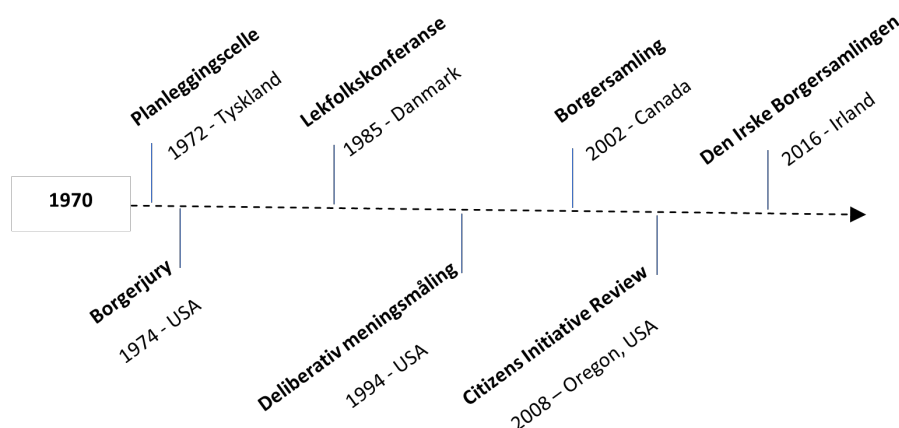 1970
Planleggingscelle
1972 - Tyskland
Borgerjury
1974 - USA
Lekfolkskonferanse
1985 - Danmark
Deliberativ meningsmåling
1994 - USA
Borgersamling
2002 - Canada
Citizens Initiative Review
2008 – Oregon, USA
Den Irske Borgersamlingen
2016 - Irland